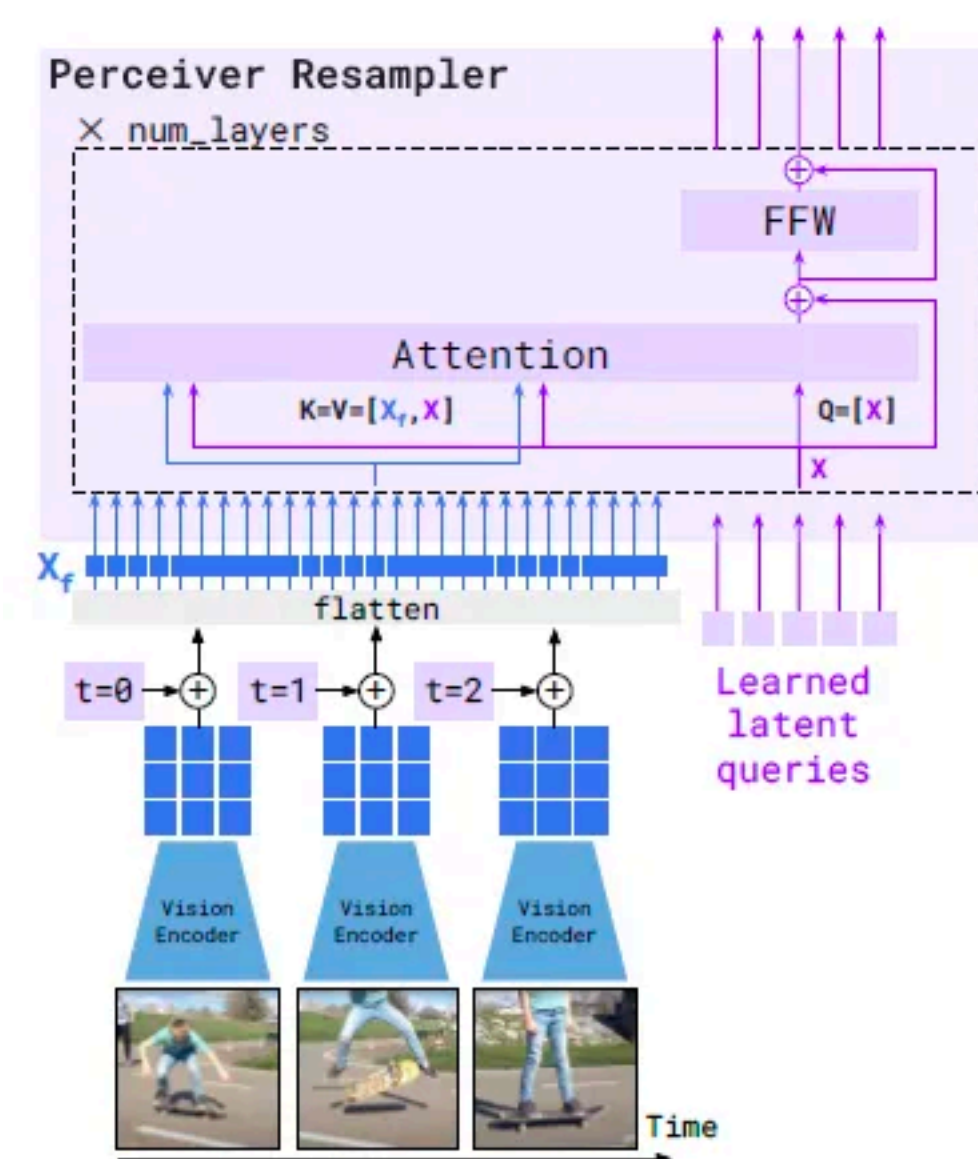 Perceiver Resampler
× num_layers
FFW
Attention
K=V=[Xf,X]
Q=[X]
X
Xf
flatten
t=0
t=1
t=2
Learned
latent
queries
Vision
Encoder
Vision
Encoder
Vision
Encoder
Time